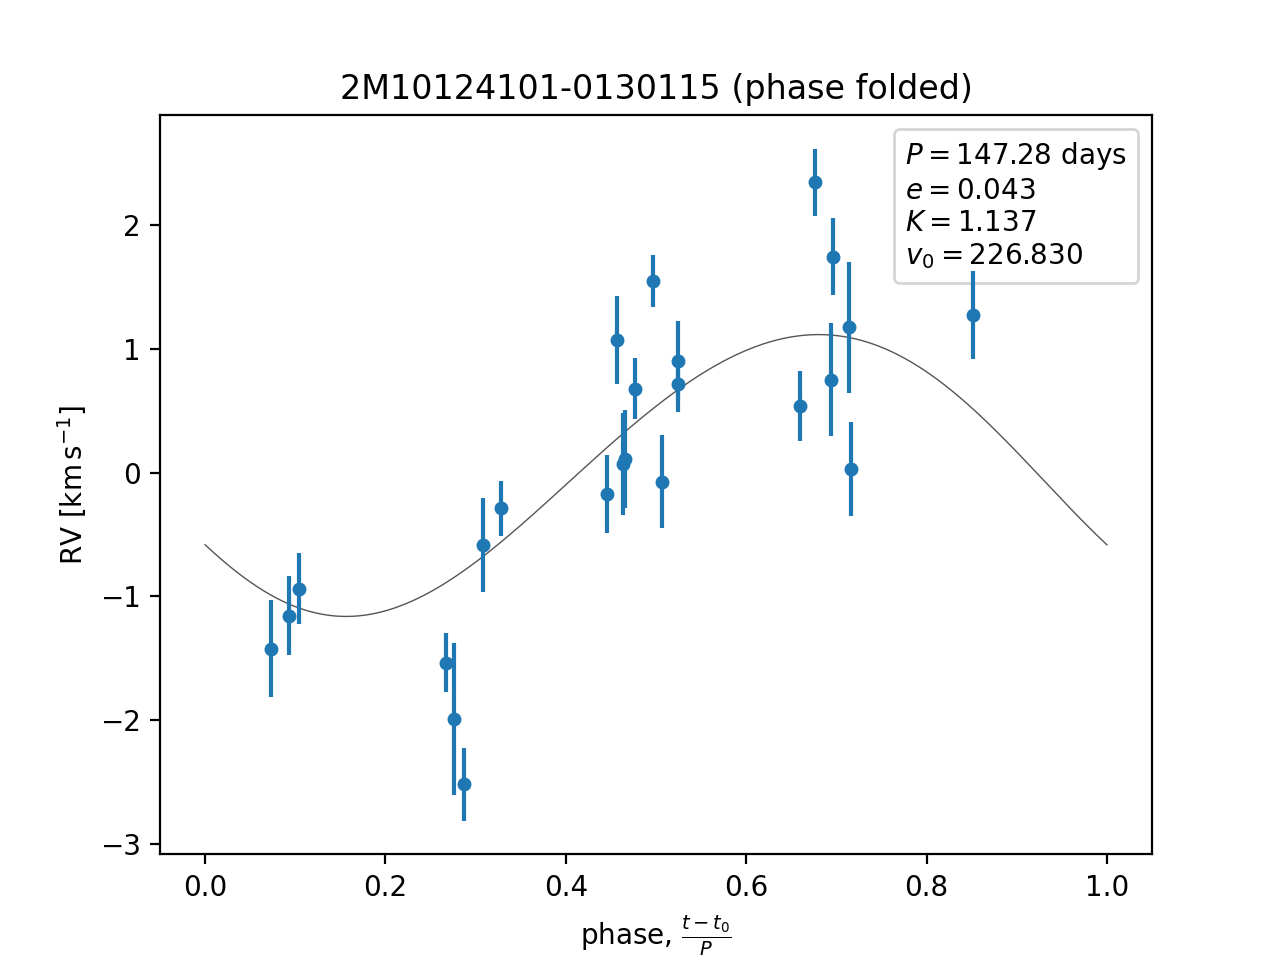 2M10124101-0130115 (phase folded)
P = 147.28 days
e = 0.043
K = 1.137
v₀ = 226.830
RV [km s⁻¹]
2
1
0
−1
−2
−3
0.0 0.2 0.4 0.6 0.8 1.0
phase, (t − t₀)/P